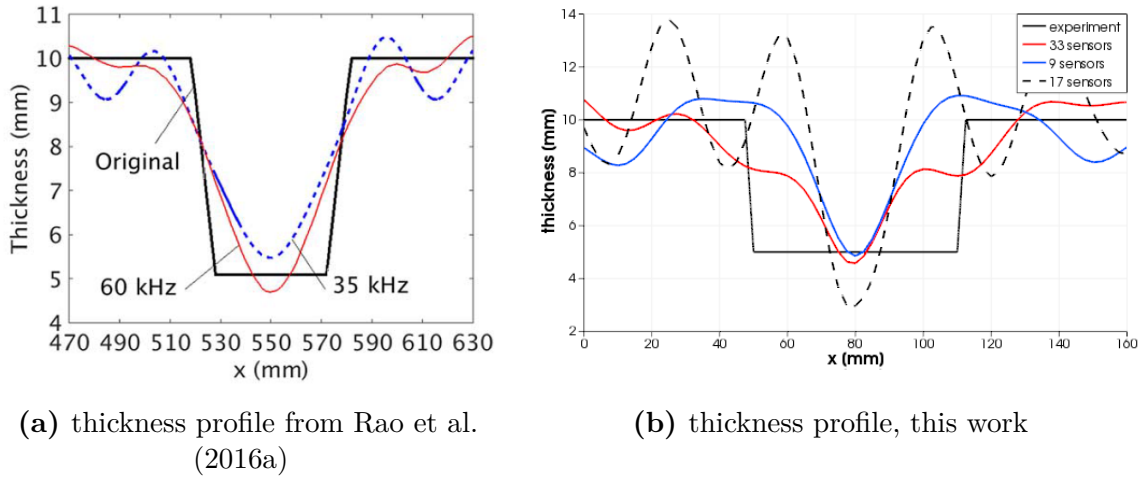 11
10
9
8
7
6
5
4
Thickness (mm)
Original
60 kHz
35 kHz
470 490 510 530 550 570 590 610 630
x (mm)
(a) thickness profile from Rao et al.
(2016a)
14
12
10
8
6
4
2
thickness (mm)
experiment
33 sensors
9 sensors
17 sensors
0 20 40 60 80 100 120 140 160
x (mm)
(b) thickness profile, this work